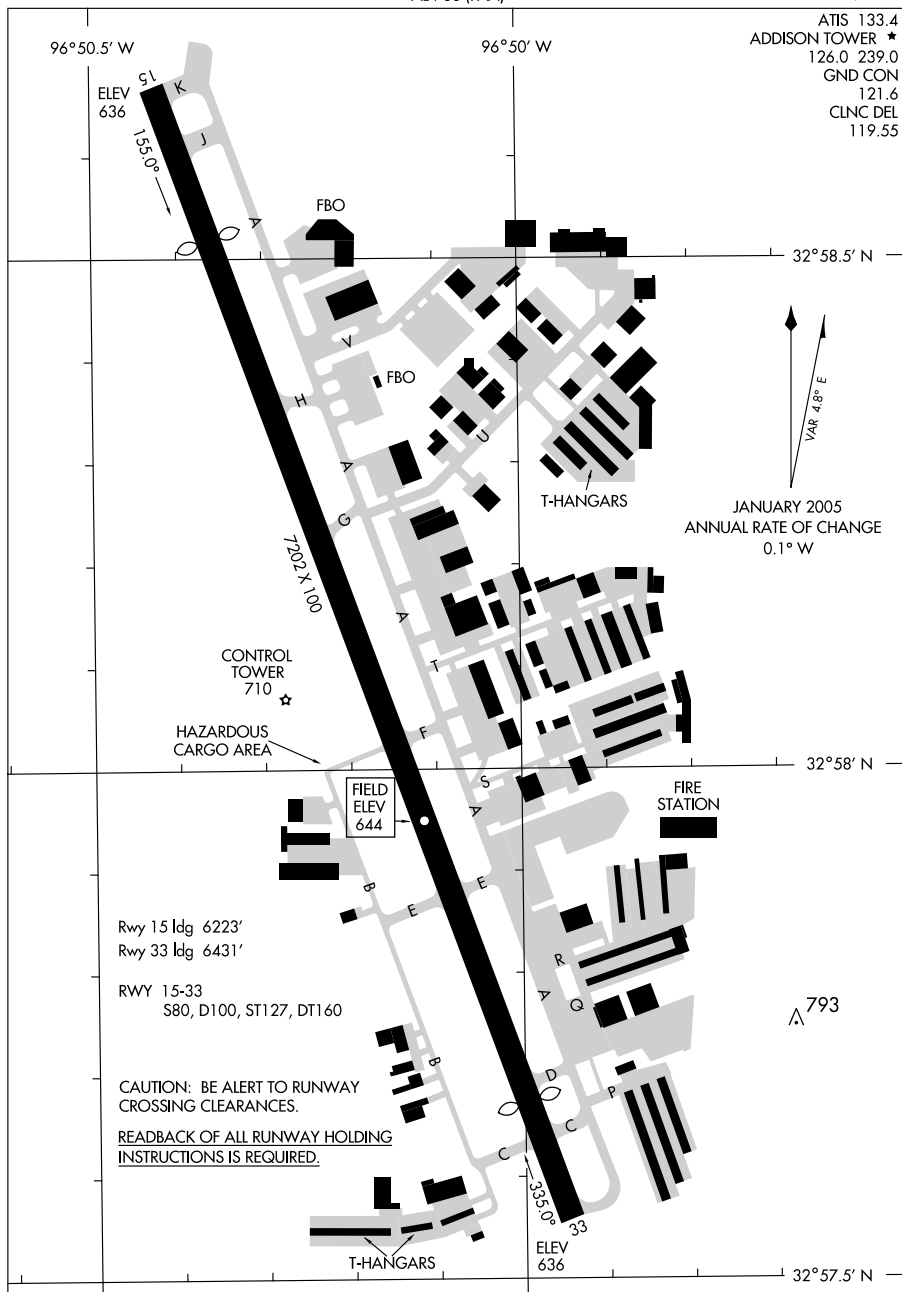 96°50.5' W
96°50' W
ATIS 133.4
ADDISON TOWER ★
126.0 239.0
GND CON
121.6
CLNC DEL
119.55
15
ELEV
636
K
J
155.0°
A
FBO
32°58.5' N
V
FBO
H
VAR 4.8° E
U
A
T-HANGARS
G
JANUARY 2005
ANNUAL RATE OF CHANGE
0.1° W
7202 X 100
A
CONTROL
TOWER
710
T
F
HAZARDOUS
CARGO AREA
32°58' N
S
FIELD
ELEV
644
A
FIRE
STATION
B
E
E
Rwy 15 ldg 6223'
Rwy 33 ldg 6431'
R
A
Q
RWY 15-33
S80, D100, ST127, DT160
793
B
D
CAUTION: BE ALERT TO RUNWAY
CROSSING CLEARANCES.
P
C
C
READBACK OF ALL RUNWAY HOLDING
INSTRUCTIONS IS REQUIRED.
335.0°
33
ELEV
636
T-HANGARS
32°57.5' N